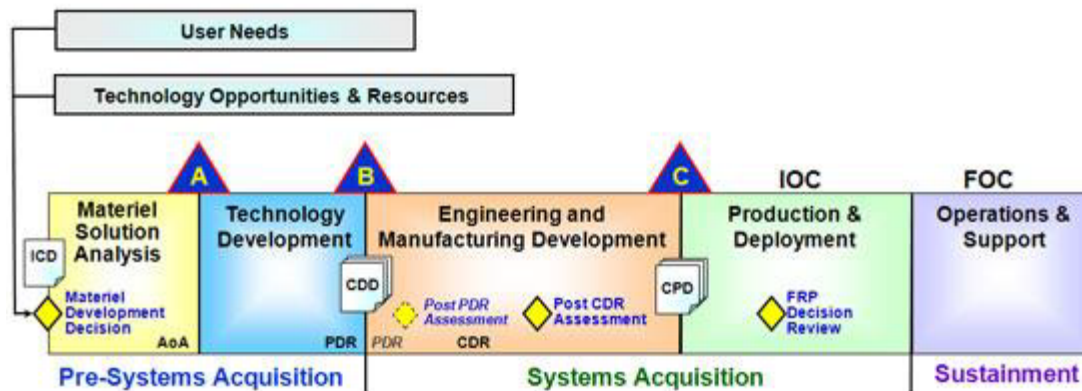 User Needs
Technology Opportunities & Resources
A
B
C
IOC
FOC
Materiel
Solution
Analysis
Technology
Development
Engineering and
Manufacturing Development
Production &
Deployment
Operations &
Support
ICD
CDD
CPD
Materiel
Development
Decision
Post PDR
Assessment
Post CDR
Assessment
FRP
Decision
Review
AoA
PDR
PDR
CDR
Pre-Systems Acquisition
Systems Acquisition
Sustainment